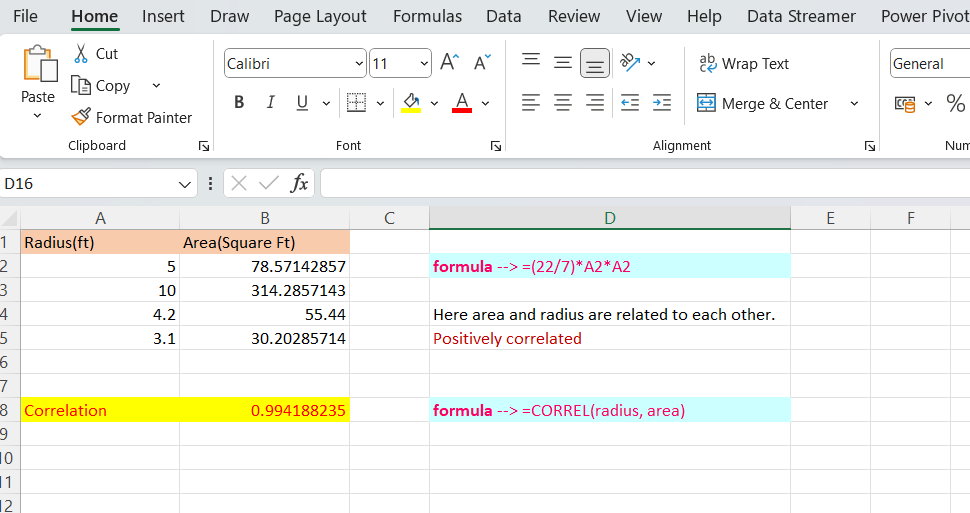 File Home Insert Draw Page Layout Formulas Data Review View Help Data Streamer Power Pivot
Paste
Cut
Copy
Format Painter
Clipboard
Calibri 11
B I U A
Font
Wrap Text
Merge & Center
Alignment
General
%
Num
D16 fx
A B C D E F
1 Radius(ft) Area(Square Ft)
2 5 78.57142857 formula --> =(22/7)*A2*A2
3 10 314.2857143
4 4.2 55.44 Here area and radius are related to each other.
5 3.1 30.20285714 Positively correlated
6
7
8 Correlation 0.994188235 formula --> =CORREL(radius, area)
9
10
11
12